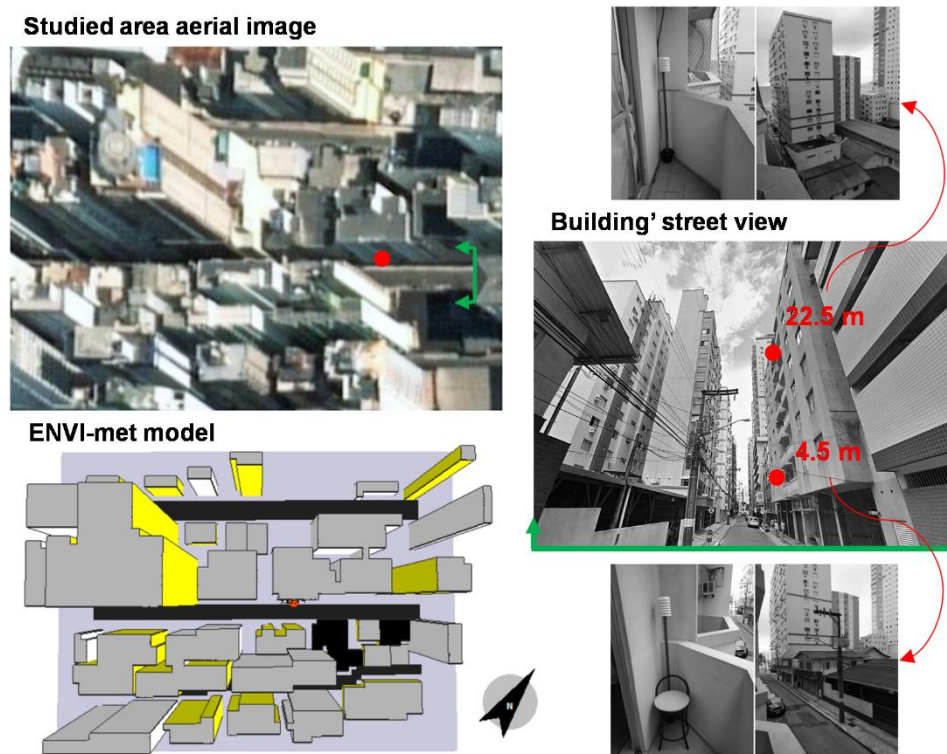 Studied area aerial image
Building' street view
22.5 m
4.5 m
ENVI-met model
N